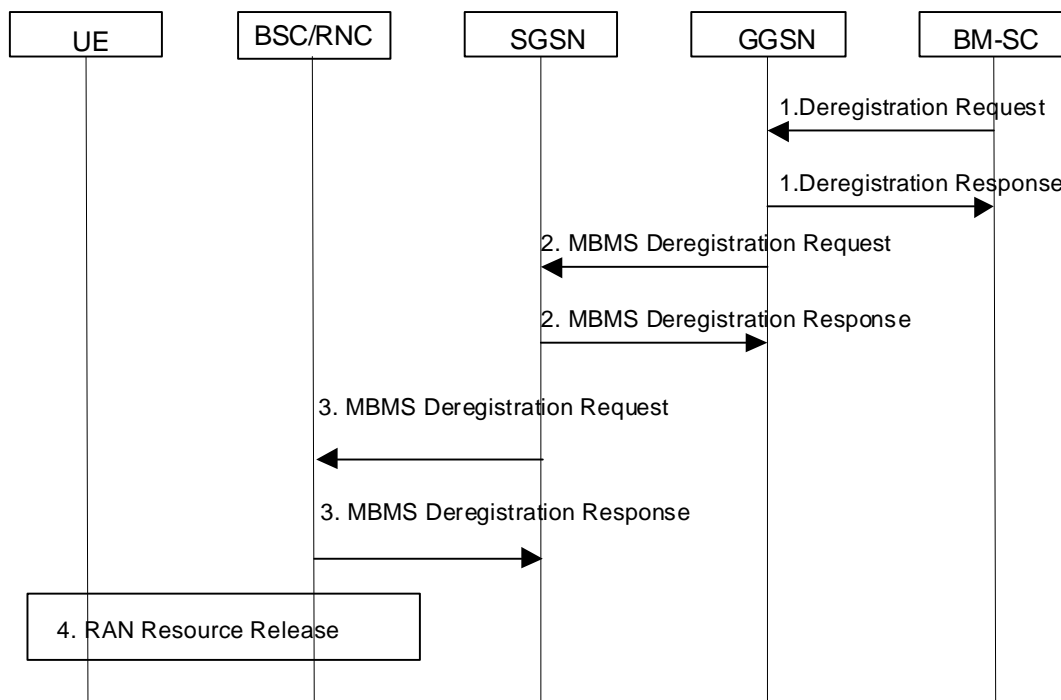 UE
BSC/RNC
SGSN
GGSN
BM-SC
1.Deregistration Request
1.Deregistration Response
2. MBMS Deregistration Request
2. MBMS Deregistration Response
3. MBMS Deregistration Request
3. MBMS Deregistration Response
4. RAN Resource Release